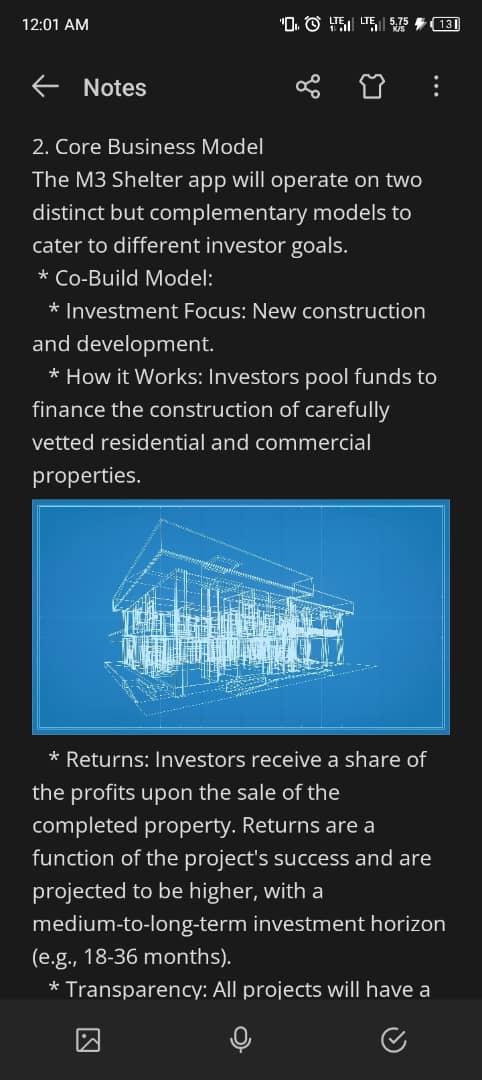 12:01 AM LTE LTE 5.75 K/S 13
Notes
2. Core Business Model
The M3 Shelter app will operate on two
distinct but complementary models to
cater to different investor goals.
* Co-Build Model:
* Investment Focus: New construction
and development.
* How it Works: Investors pool funds to
finance the construction of carefully
vetted residential and commercial
properties.
* Returns: Investors receive a share of
the profits upon the sale of the
completed property. Returns are a
function of the project's success and are
projected to be higher, with a
medium-to-long-term investment horizon
(e.g., 18-36 months).
* Transparency: All projects will have a